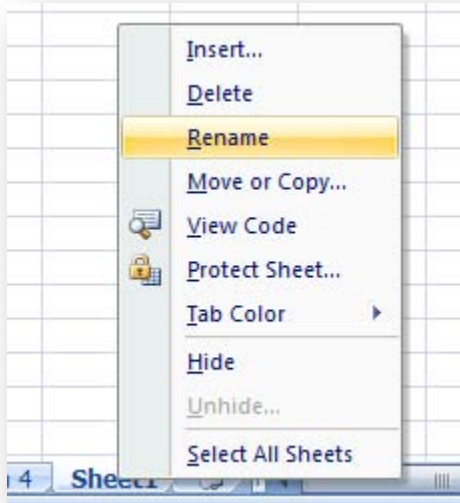 Insert...
Delete
Rename
Move or Copy...
View Code
Protect Sheet...
Tab Color
Hide
Unhide...
Select All Sheets
4 Sheet1